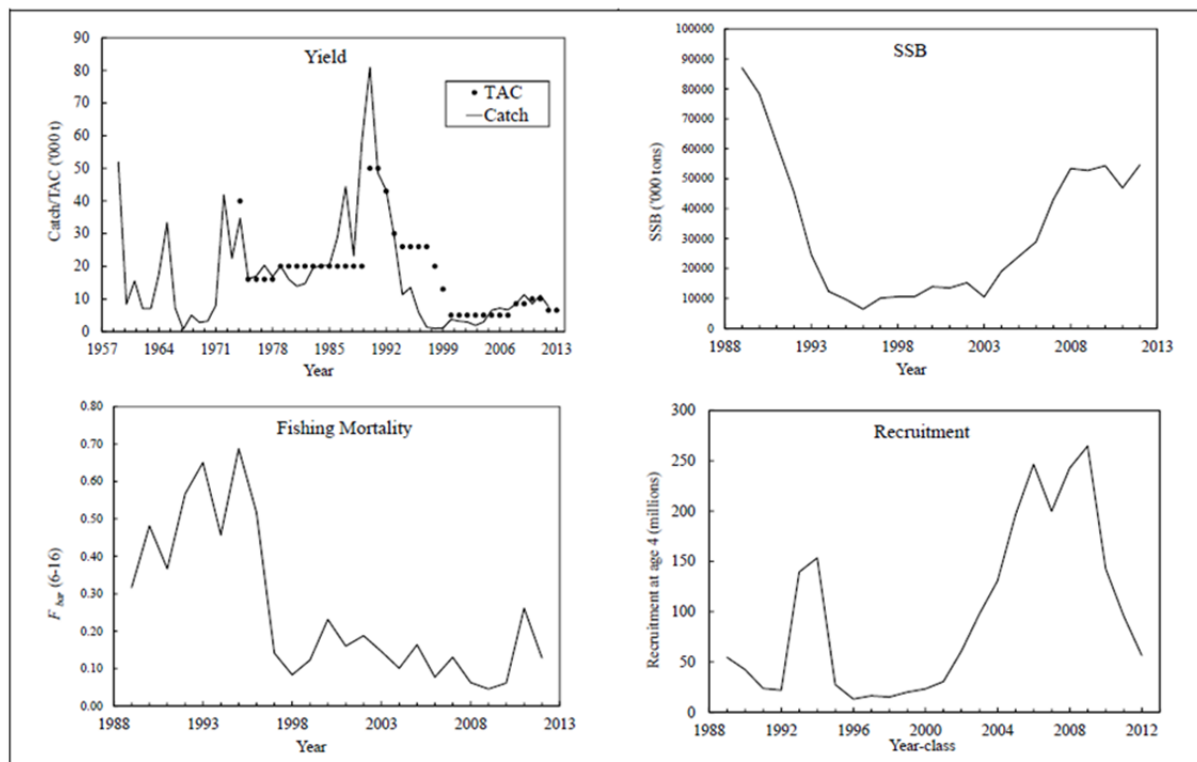 Yield
TAC
Catch
Catch/TAC ('000 t)
90
80
70
60
50
40
30
20
10
0
1957 1964 1971 1978 1985 1992 1999 2006 2013
Year
SSB
SSB ('000 tons)
100000
90000
80000
70000
60000
50000
40000
30000
20000
10000
0
1988 1993 1998 2003 2008 2013
Year
Fishing Mortality
F bar (6-16)
0.80
0.70
0.60
0.50
0.40
0.30
0.20
0.10
0.00
1988 1993 1998 2003 2008 2013
Year
Recruitment
Recruitment at age 4 (millions)
300
250
200
150
100
50
0
1988 1992 1996 2000 2004 2008 2012
Year-class